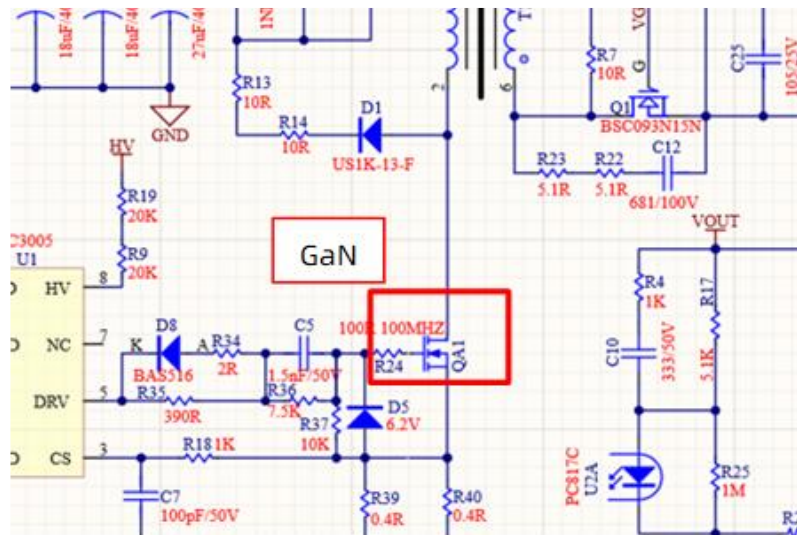 18uF/4
18uF/4
27uF/4
1N
T
2
6
GND
HV
R13
10R
R14
10R
D1
US1K-13-F
R7
10R
VG
G
Q1
BSC093N15N
C25
105/25V
R23
5.1R
R22
5.1R
C12
681/100V
R19
20K
R9
20K
C3005
U1
HV
8
NC
7
DRV
5
CS
3
GaN
VOUT
R4
1K
R17
5.1K
C10
333/50V
K
D8
A
BAS516
R34
2R
C5
1.5nF/50V
100R 100MHZ
R24
QA1
R35
390R
R36
7.5K
R37
10K
D5
6.2V
R18
1K
C7
100pF/50V
R39
0.4R
R40
0.4R
PC817C
U2A
R25
1M